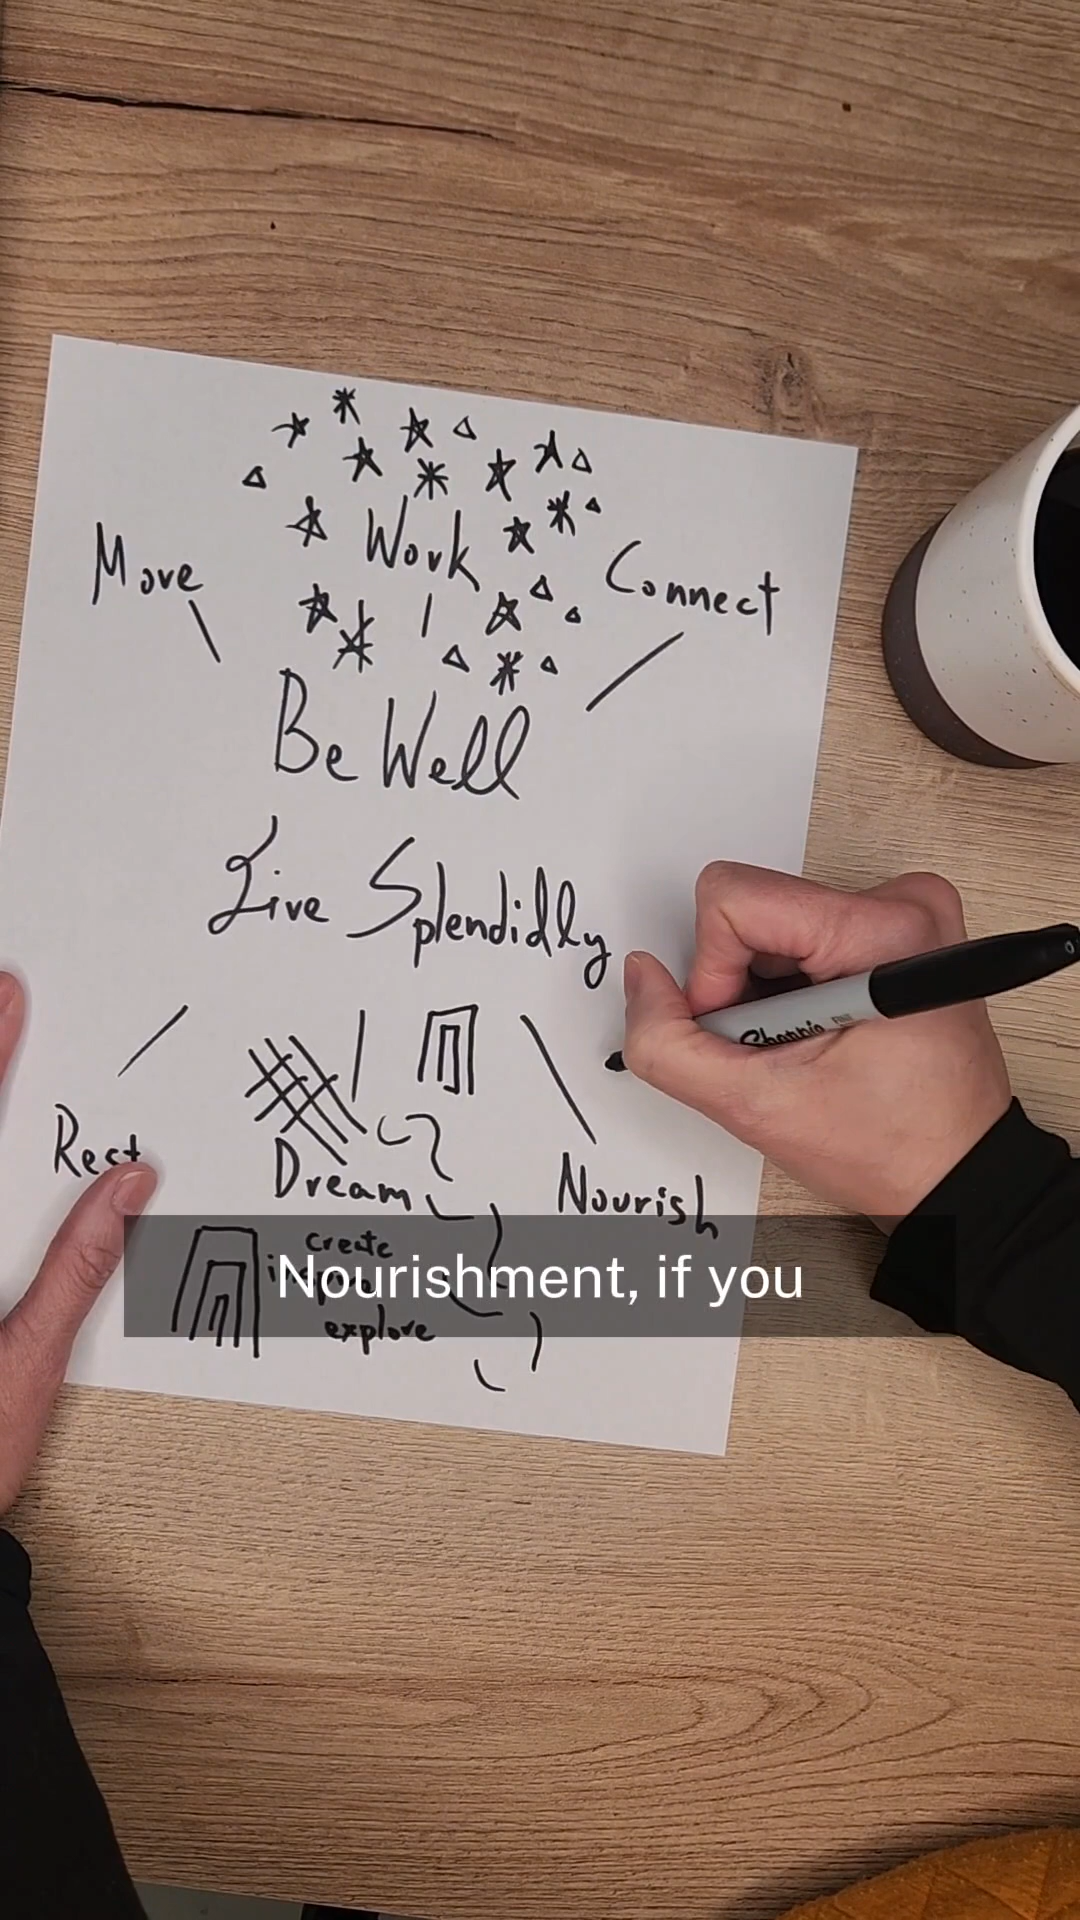 Work
Move
Connect
Be Well
Live Splendidly
Sharpie
Rest
Dream
Nourish
create
explore
Nourishment, if you